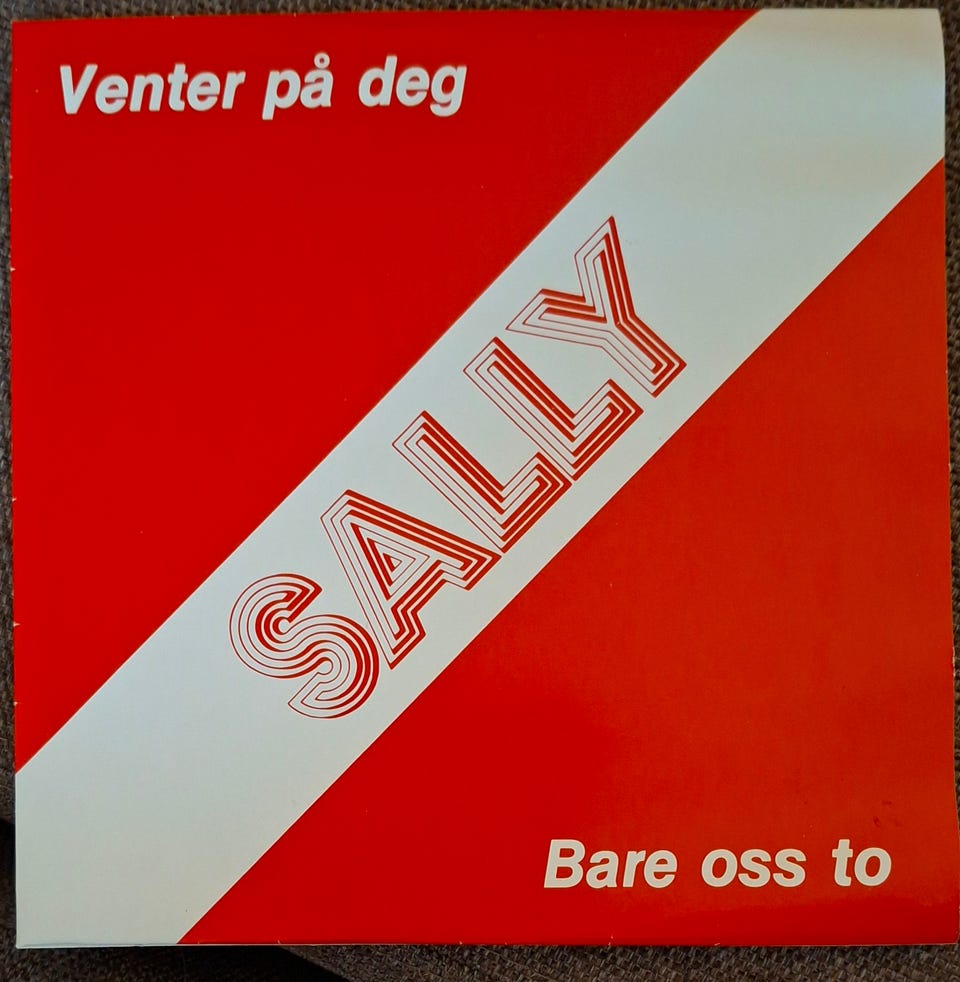 Venter på deg
SALLY
Bare oss to